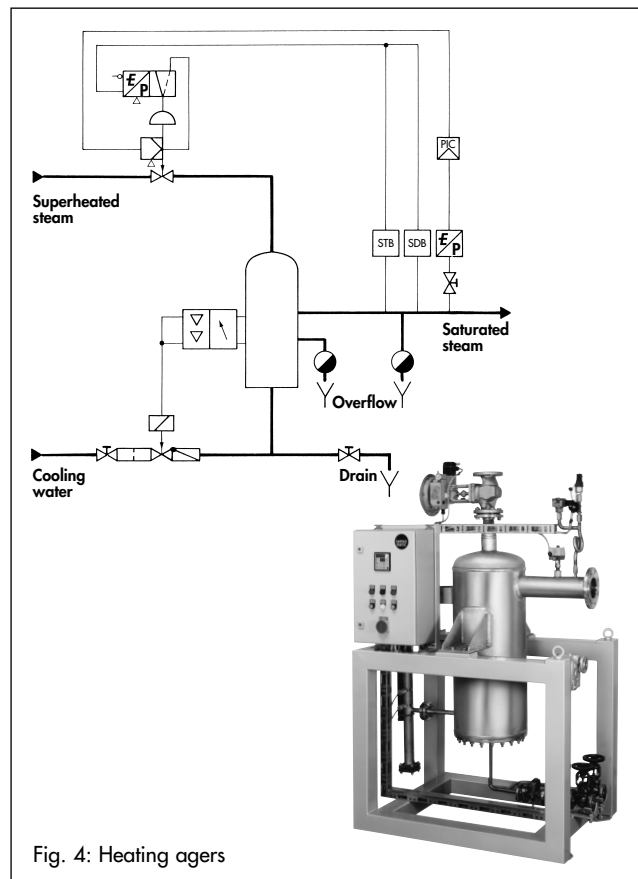 E
P
PIC
Superheated
steam
STB
SDB
E
P
Saturated
steam
Overflow
Cooling
water
Drain
Fig. 4: Heating agers